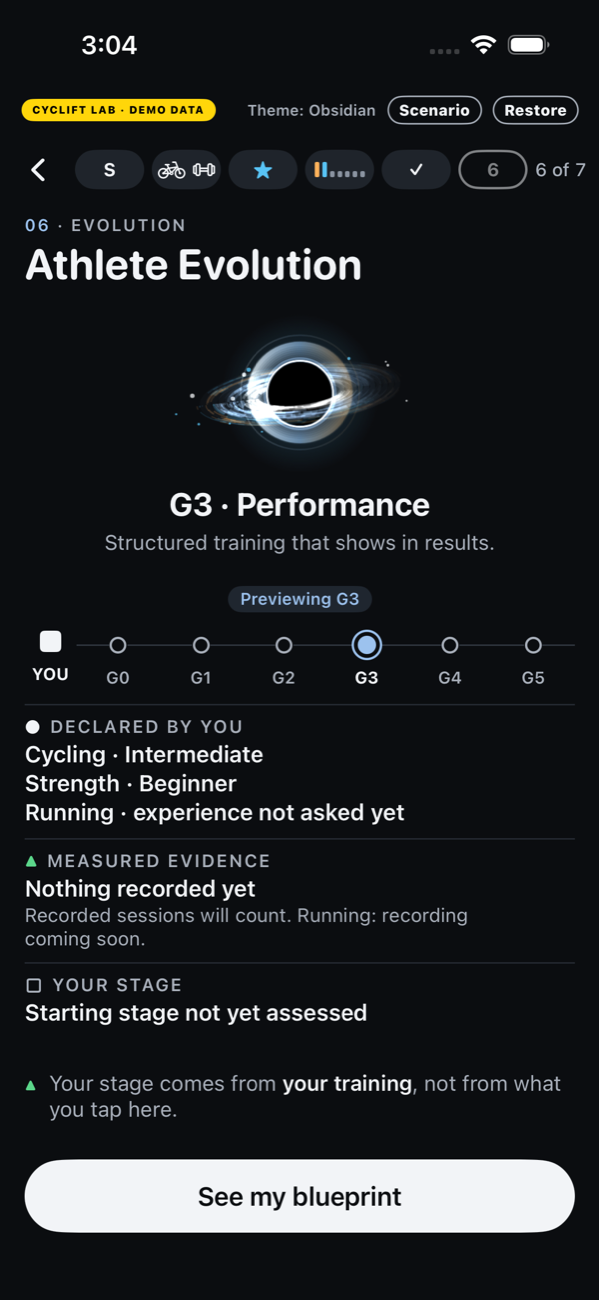 3:04
CYCLIFT LAB · DEMO DATA
Theme: Obsidian
Scenario
Restore
S
6
6 of 7
06 · EVOLUTION
Athlete Evolution
G3 · Performance
Structured training that shows in results.
Previewing G3
YOU
G0
G1
G2
G3
G4
G5
DECLARED BY YOU
Cycling · Intermediate
Strength · Beginner
Running · experience not asked yet
MEASURED EVIDENCE
Nothing recorded yet
Recorded sessions will count. Running: recording
coming soon.
YOUR STAGE
Starting stage not yet assessed
Your stage comes from your training, not from what
you tap here.
See my blueprint